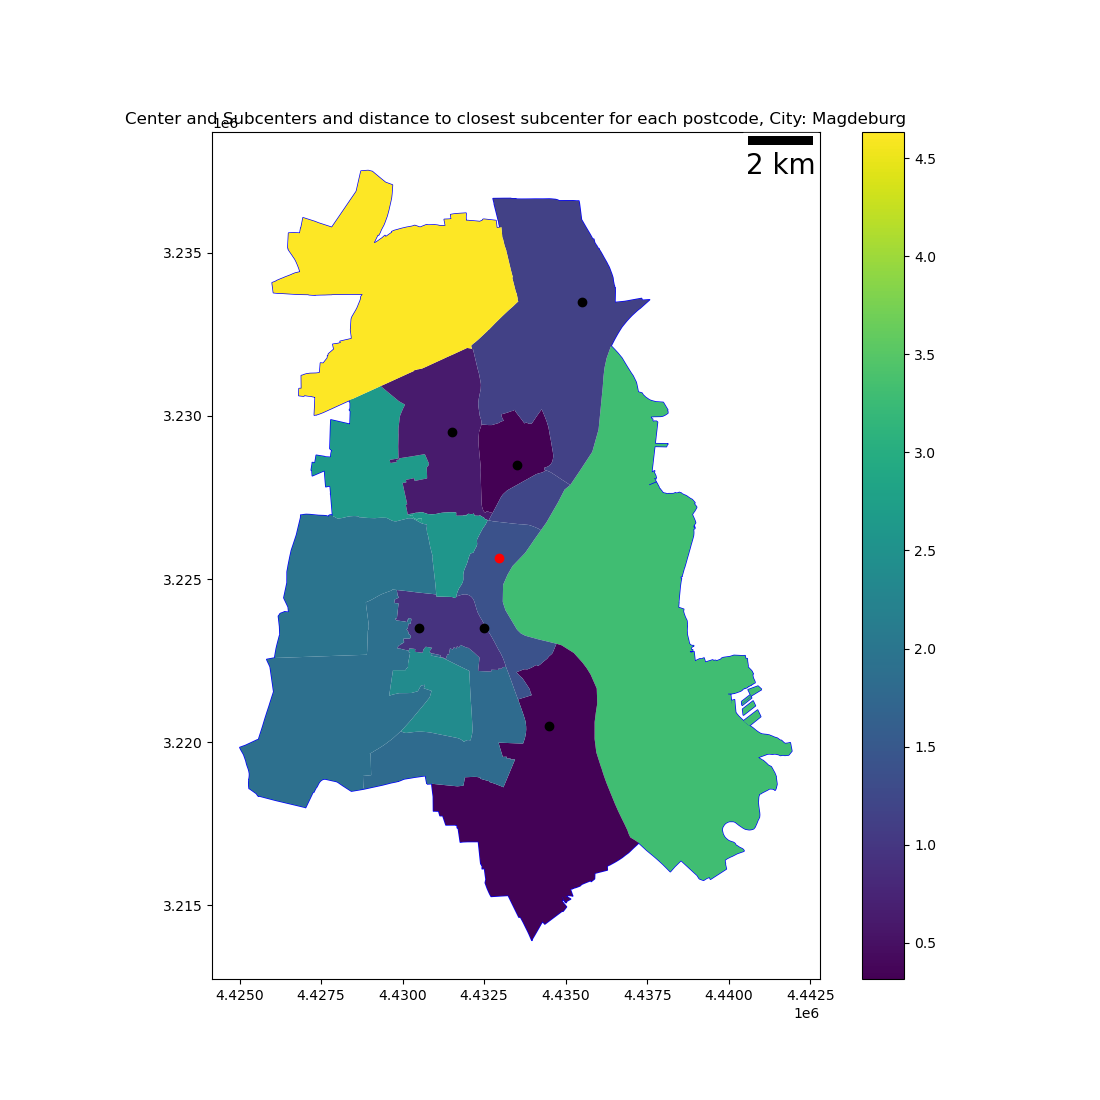 Center and Subcenters and distance to closest subcenter for each postcode, City: Magdeburg
1e6
2 km
3.235
3.230
3.225
3.220
3.215
4.4250 4.4275 4.4300 4.4325 4.4350 4.4375 4.4400 4.4425
1e6
4.5
4.0
3.5
3.0
2.5
2.0
1.5
1.0
0.5